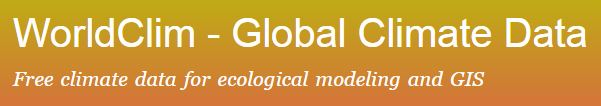 WorldClim - Global Climate Data
Free climate data for ecological modeling and GIS